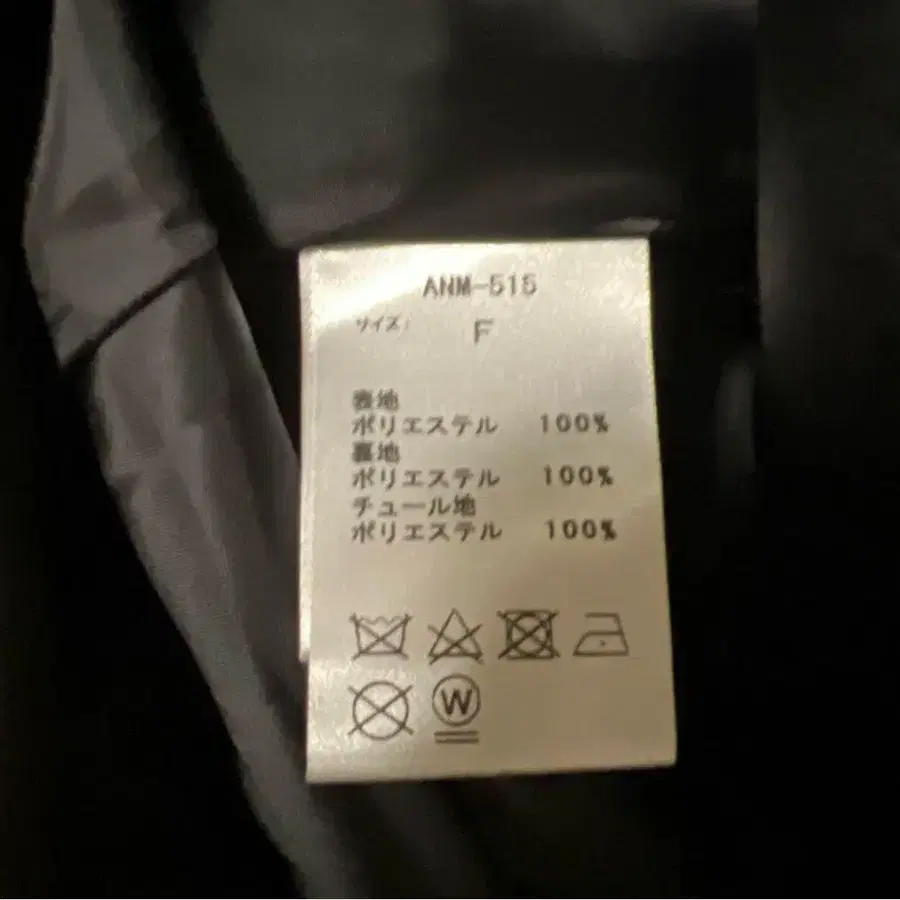 ANM-515
サイズ: F
表地
ポリエステル 100%
裏地
ポリエステル 100%
チュール地
ポリエステル 100%
W